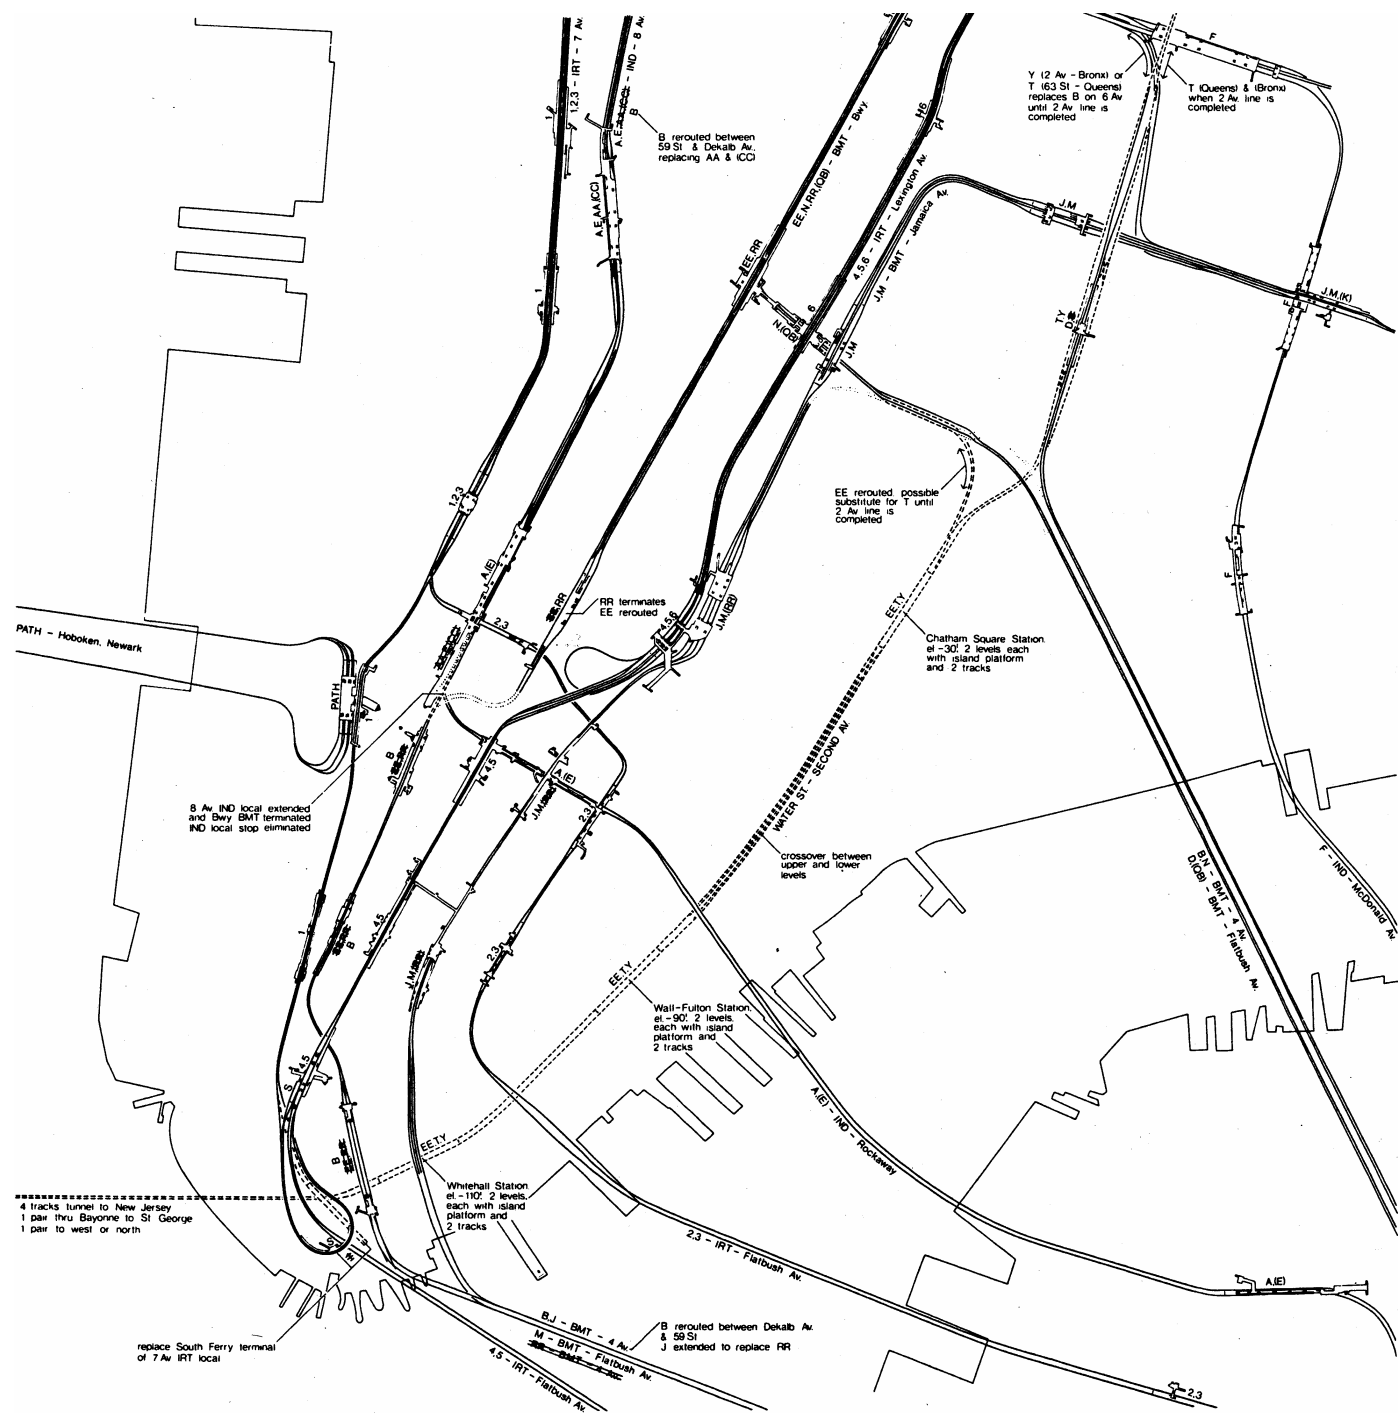 1,2,3 - IRT - 7 Av.
IND - 8 Av.
B
B rerouted between
59 St & Dekalb Av.,
replacing AA & (CC)
A,E,AA,(CC)
1
1
EE,RR
EE,N,RR,(QB) - BMT - Bwy.
4,5,6 - IRT - Lexington Av.
J,M - BMT - Jamaica Av.
6
N,(QB)
J,M
F
Y (2 Av - Bronx) or
T (63 St - Queens)
replaces B on 6 Av
until 2 Av line is
completed
T (Queens) & (Bronx)
when 2 Av. line is
completed
J,M
J,M,(K)
F
T,Y
D
EE rerouted, possible
substitute for T until
2 Av line is
completed
1,2,3
A,(E)
2,3
RR
RR terminates
EE rerouted
4,5,6
J,M,(RR)
EE,T,Y
Chatham Square Station,
el -30', 2 levels each
with island platform
and 2 tracks
F
PATH - Hoboken, Newark
PATH
1
B
4,5
A,(E)
J,M
2,3
WATER ST. - SECOND AV.
8 Av. IND local extended
and Bwy BMT terminated
IND local stop eliminated
crossover between
upper and lower
levels
B,N - BMT - 4 Av.
D,(QB) - BMT - Flatbush Av.
F - IND - McDonald Av.
1
B
4,5
J,M
2,3
EE,T,Y
Wall-Fulton Station,
el. -90', 2 levels,
each with island
platform and
2 tracks
4,5
S
B
EE,T,Y
A,(E) - IND - Rockaway
Whitehall Station
el. -110', 2 levels,
each with island
platform and
2 tracks
4 tracks tunnel to New Jersey
1 pair thru Bayonne to St George
1 pair to west or north
S
2,3 - IRT - Flatbush Av.
A,(E)
replace South Ferry terminal
of 7 Av IRT local
B,J - BMT - 4 Av.
M - BMT - Flatbush Av.
RR - BMT - 4 Av.
4,5 - IRT - Flatbush Av.
B rerouted between Dekalb Av.
& 59 St
J extended to replace RR
2,3